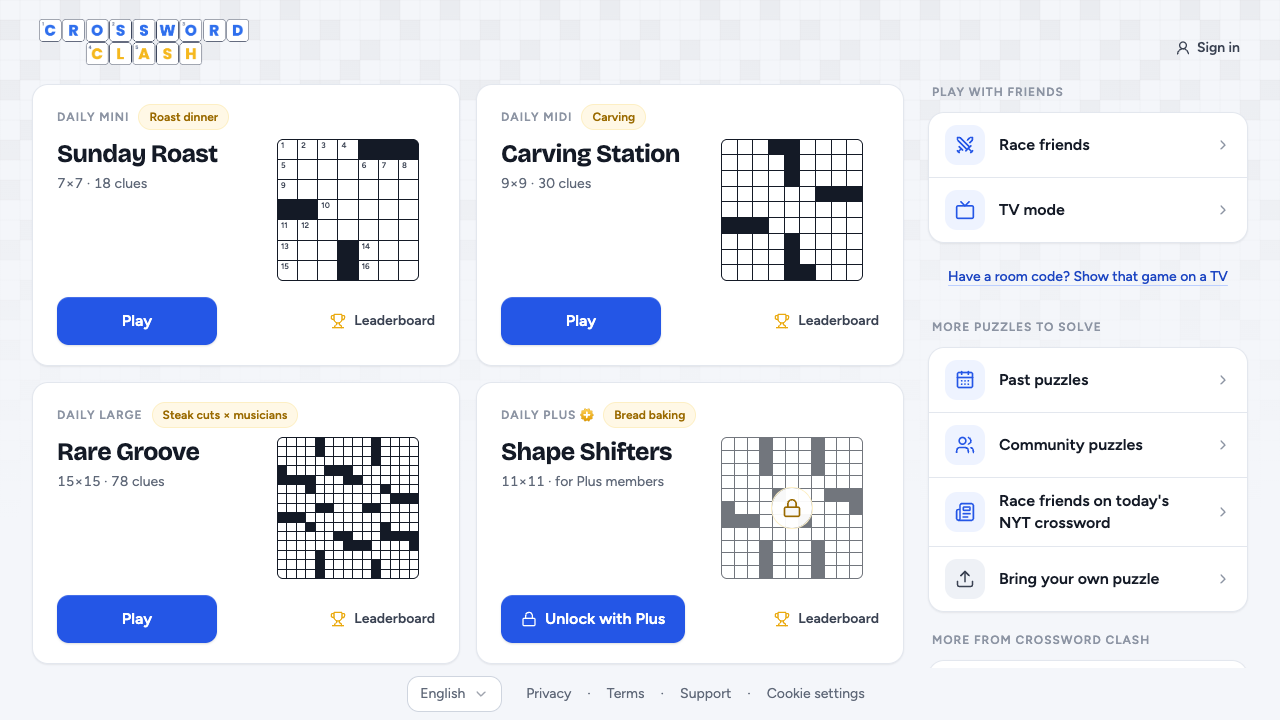 CROSSWORD
CLASH
Sign in
DAILY MINI Roast dinner
Sunday Roast
7×7 · 18 clues
1 2 3 4
5 6 7 8
9
10
11 12
13 14
15 16
Play
Leaderboard
DAILY MIDI Carving
Carving Station
9×9 · 30 clues
Play
Leaderboard
DAILY LARGE Steak cuts × musicians
Rare Groove
15×15 · 78 clues
Play
Leaderboard
DAILY PLUS Bread baking
Shape Shifters
11×11 · for Plus members
Unlock with Plus
Leaderboard
PLAY WITH FRIENDS
Race friends
TV mode
Have a room code? Show that game on a TV
MORE PUZZLES TO SOLVE
Past puzzles
Community puzzles
Race friends on today's
NYT crossword
Bring your own puzzle
MORE FROM CROSSWORD CLASH
English
Privacy · Terms · Support · Cookie settings